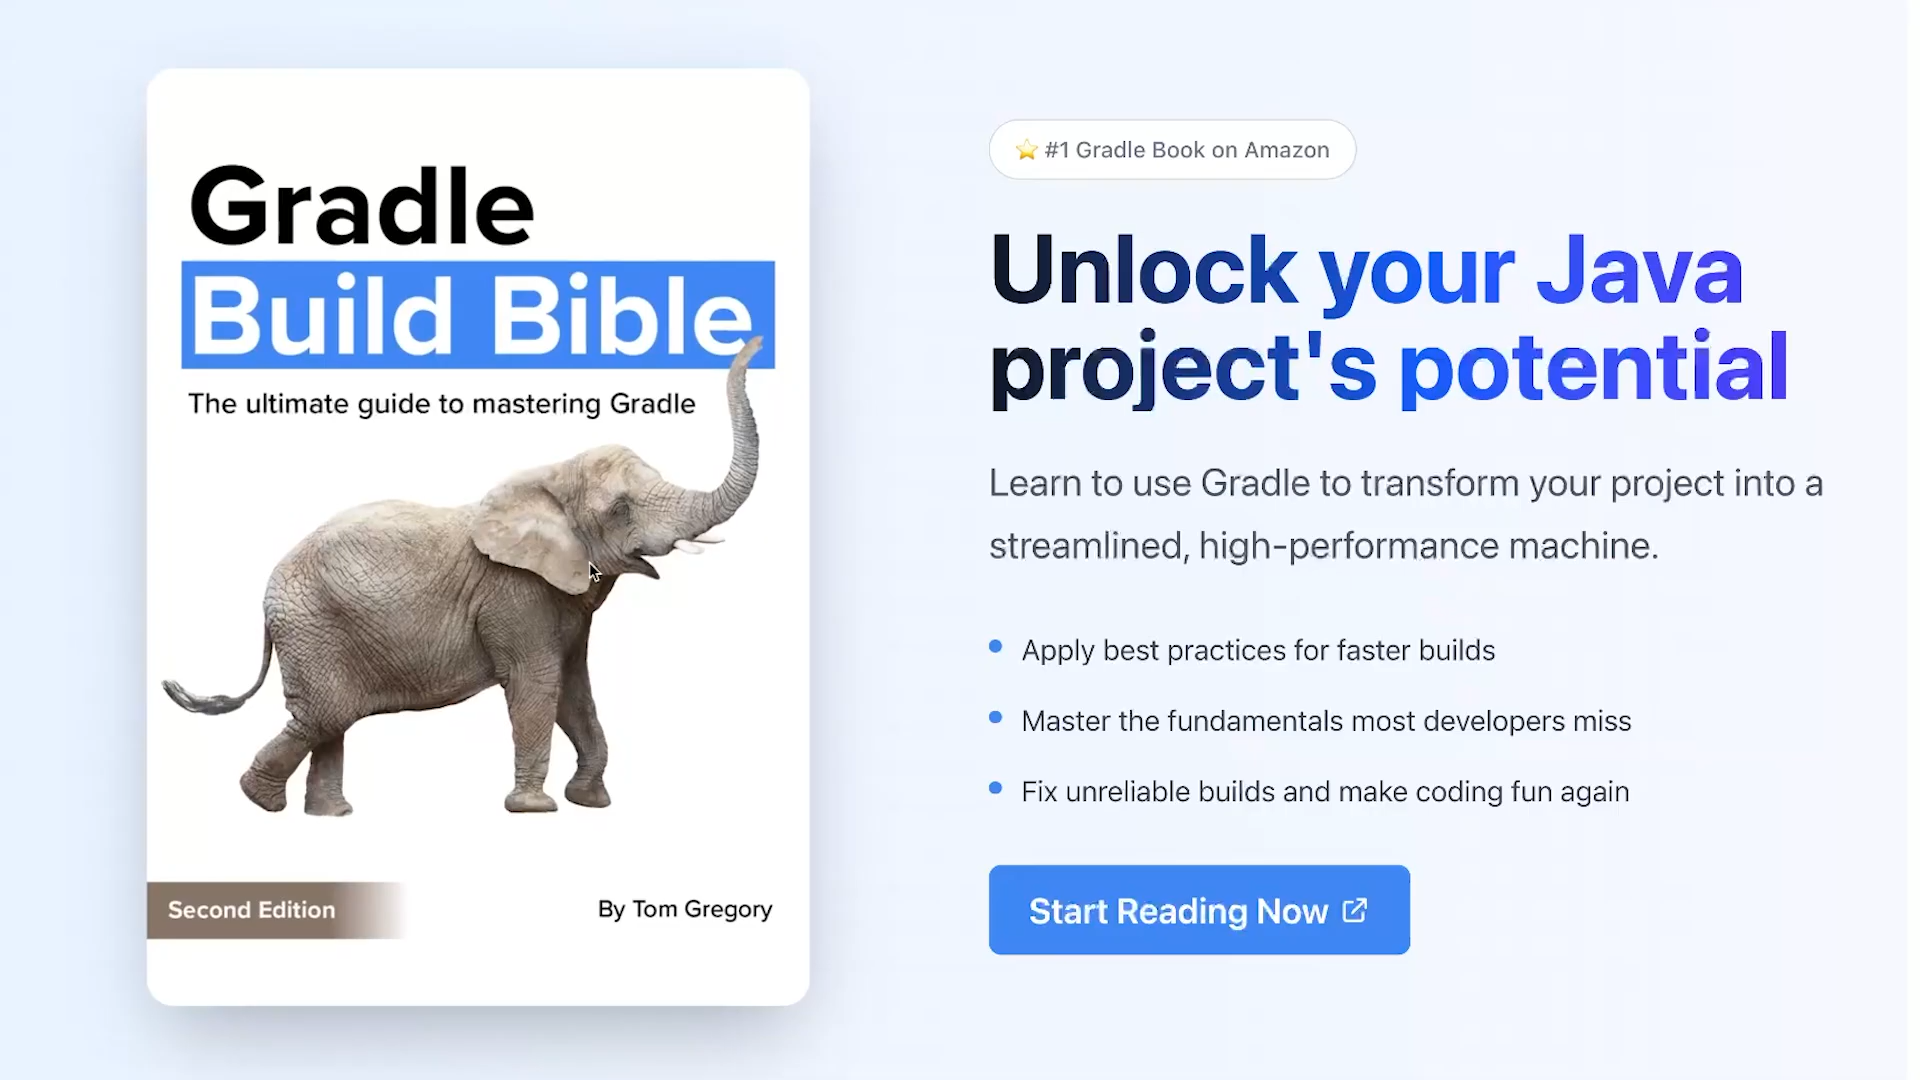 Gradle
Build Bible
The ultimate guide to mastering Gradle
Second Edition
By Tom Gregory
⭐ #1 Gradle Book on Amazon
Unlock your Java
project's potential
Learn to use Gradle to transform your project into a
streamlined, high-performance machine.
Apply best practices for faster builds
Master the fundamentals most developers miss
Fix unreliable builds and make coding fun again
Start Reading Now